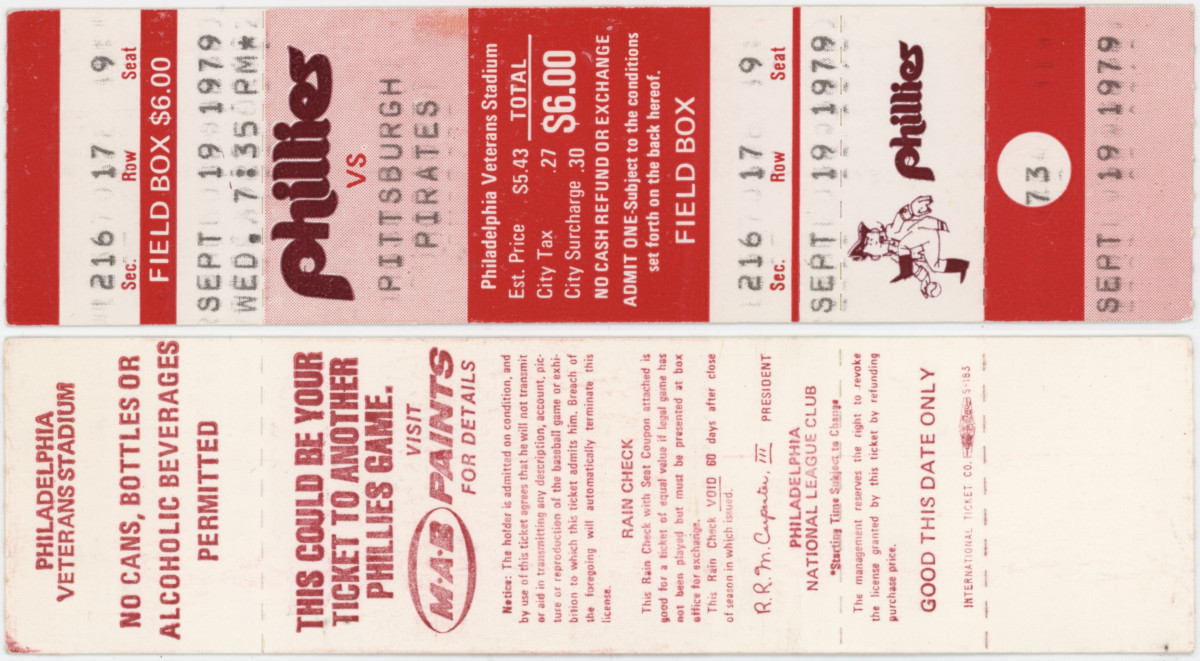 216 17 9
Sec. Row Seat
FIELD BOX $6.00
SEPT 19 1979
WED. 7:35 PM*
phillies
VS
PITTSBURGH
PIRATES
Philadelphia Veterans Stadium
Est. Price $5.43 TOTAL
City Tax .27 $6.00
City Surcharge .30
NO CASH REFUND OR EXCHANGE
ADMIT ONE-Subject to the conditions
set forth on the back hereof.
FIELD BOX
216 17 9
Sec. Row Seat
SEPT 19 1979
phillies
73
SEPT 19 1979
PHILADELPHIA
VETERANS STADIUM
NO CANS, BOTTLES OR
ALCOHOLIC BEVERAGES
PERMITTED
THIS COULD BE YOUR
TICKET TO ANOTHER
PHILLIES GAME.
VISIT
M·A·B PAINTS
FOR DETAILS
Notice: The holder is admitted on condition, and
by use of this ticket agrees that he will not transmit
or aid in transmitting any description, account, pic-
ture or reproduction of the baseball game or exhi-
bition to which this ticket admits him. Breach of
the foregoing will automatically terminate this
license.
RAIN CHECK
This Rain Check with Seat Coupon attached is
good for a ticket of equal value if legal game has
not been played but must be presented at box
office for exchange.
This Rain Check VOID 60 days after close
of season in which issued.
R. R. M. Carpenter, III PRESIDENT
PHILADELPHIA
NATIONAL LEAGUE CLUB
*Starting Time Subject to Change
The management reserves the right to revoke
the license granted by this ticket by refunding
purchase price.
GOOD THIS DATE ONLY
INTERNATIONAL TICKET CO. S-183